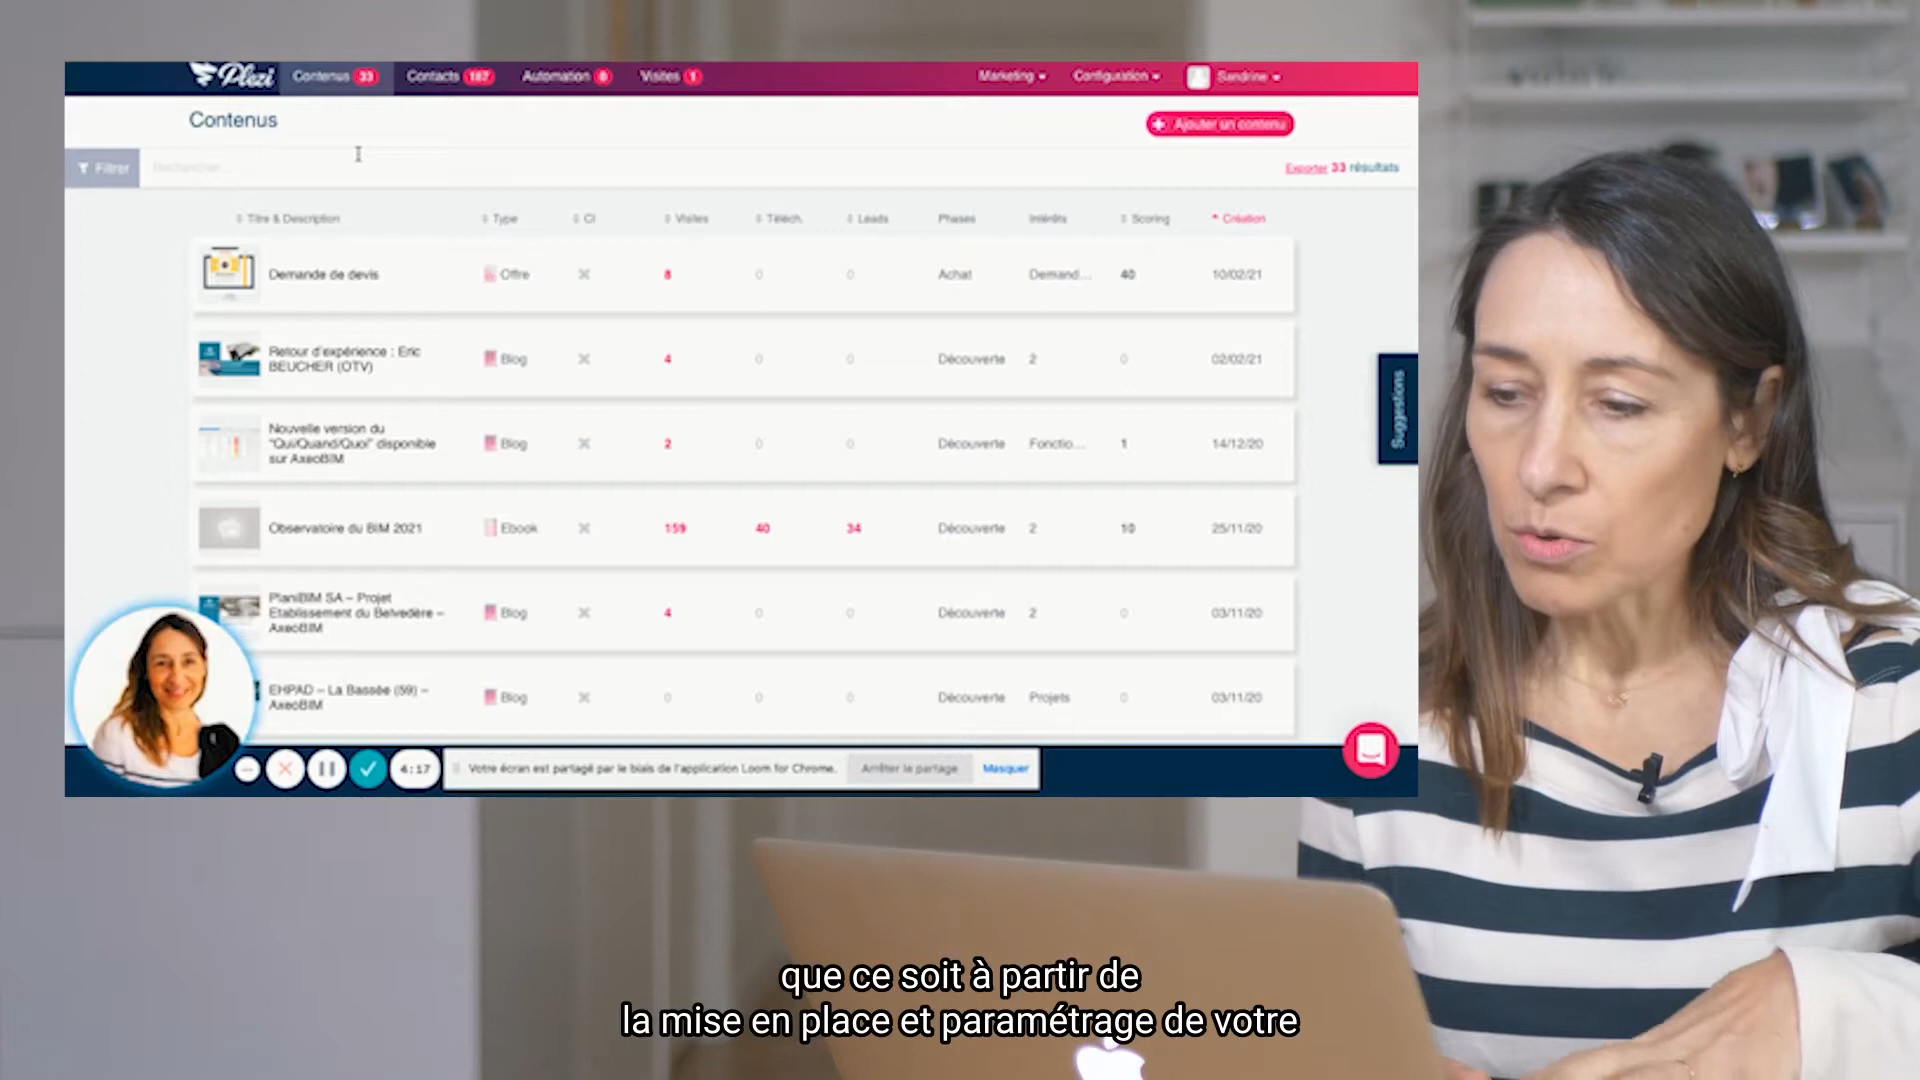 Plezi Contenus 33 Contacts 187 Automation 0 Visites 1 Marketing Configuration Sandrine
Contenus
+ Ajouter un contenu
Filtrer Rechercher...
Exporter 33 résultats
Titre & Description Type CI Visites Téléch. Leads Phases Intérêts Scoring Création
Demande de devis Offre 8 0 0 Achat Demand... 40 10/02/21
Retour d'expérience : Eric
BEUCHER (OTV)
Blog 4 0 0 Découverte 2 0 02/02/21
Nouvelle version du
"Qui/Quand/Quoi" disponible
sur AxeoBIM
Blog 2 0 0 Découverte Fonctio... 1 14/12/20
Observatoire du BIM 2021 Ebook 159 40 34 Découverte 2 10 25/11/20
PlaniBIM SA – Projet
Etablissement du Belvedère –
AxeoBIM
Blog 4 0 0 Découverte 2 0 03/11/20
EHPAD – La Bassée (59) –
AxeoBIM
Blog 0 0 0 Découverte Projets 0 03/11/20
Suggestions
4:17
Votre écran est partagé par le biais de l'application Loom for Chrome. Arrêter le partage Masquer
que ce soit à partir de
la mise en place et paramétrage de votre